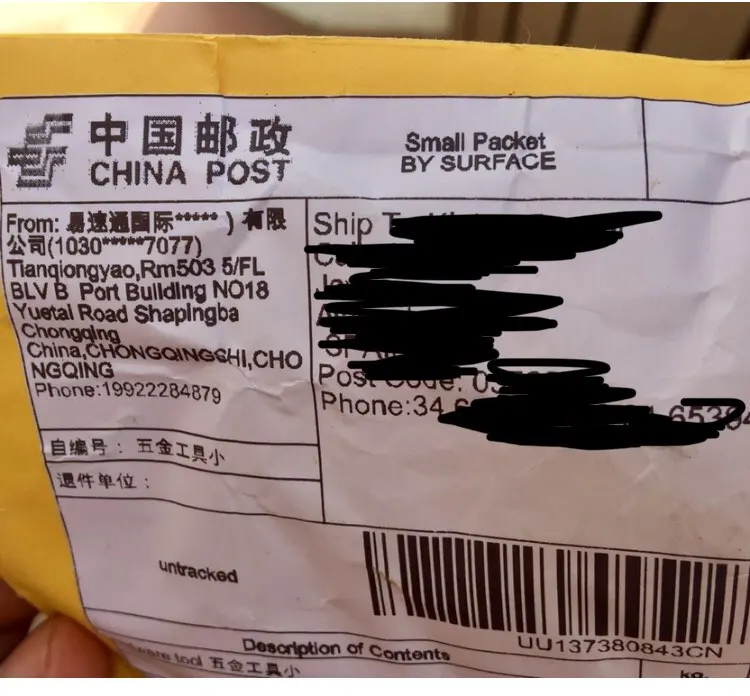 中国邮政
CHINA POST
Small Packet
BY SURFACE
From: 易速通国际***** ) 有限
公司(1030*****7077)
Tianqiongyao,Rm503 5/FL
BLV B Port Building NO18
Yuetai Road Shapingba
Chongqing
China,CHONGQINGSHI,CHO
NGQING
Phone:19922284879
Ship
Post Code:
Phone:34
自编号: 五金工具小
退件单位:
untracked
UU137380843CN
Description of Contents
tool 五金工具小
kg.